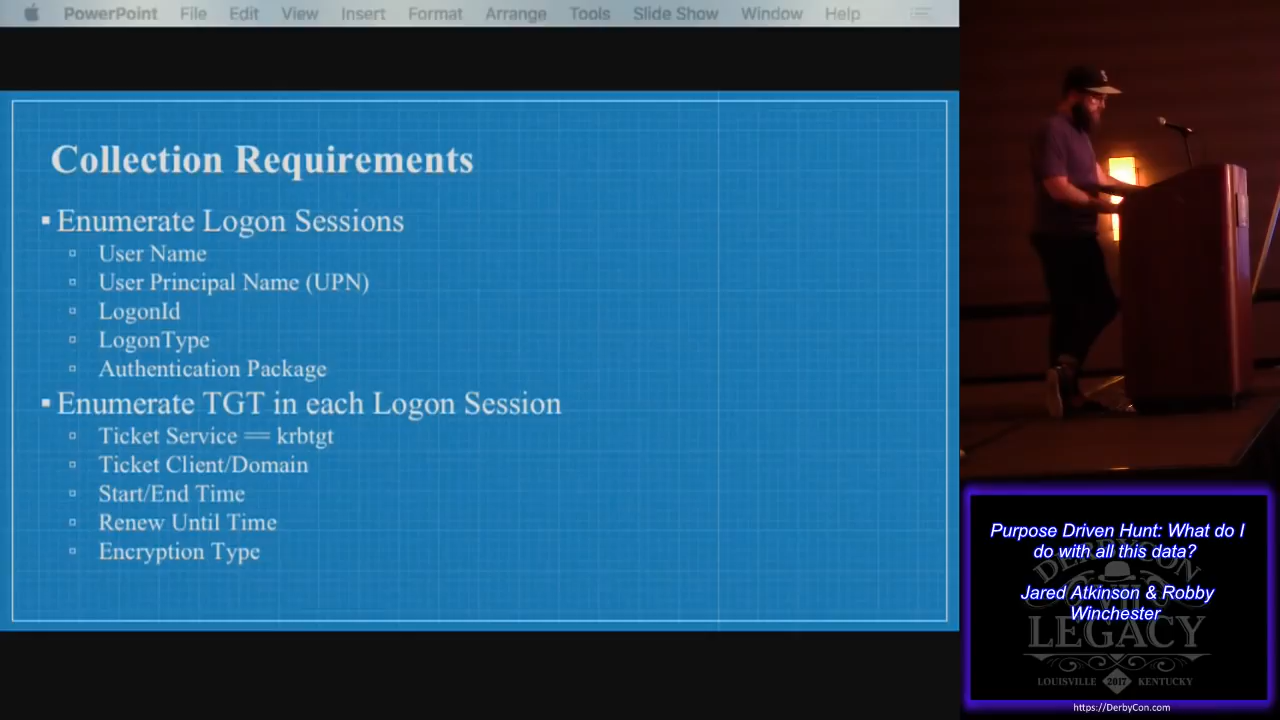 PowerPoint File Edit View Insert Format Arrange Tools Slide Show Window Help
Collection Requirements
▪ Enumerate Logon Sessions
▫ User Name
▫ User Principal Name (UPN)
▫ LogonId
▫ LogonType
▫ Authentication Package
▪ Enumerate TGT in each Logon Session
▫ Ticket Service == krbtgt
▫ Ticket Client/Domain
▫ Start/End Time
▫ Renew Until Time
▫ Encryption Type
Purpose Driven Hunt: What do I
do with all this data?
Jared Atkinson & Robby
Winchester
DERBYCON
VII
LEGACY
LOUISVILLE 2017 KENTUCKY
https://DerbyCon.com